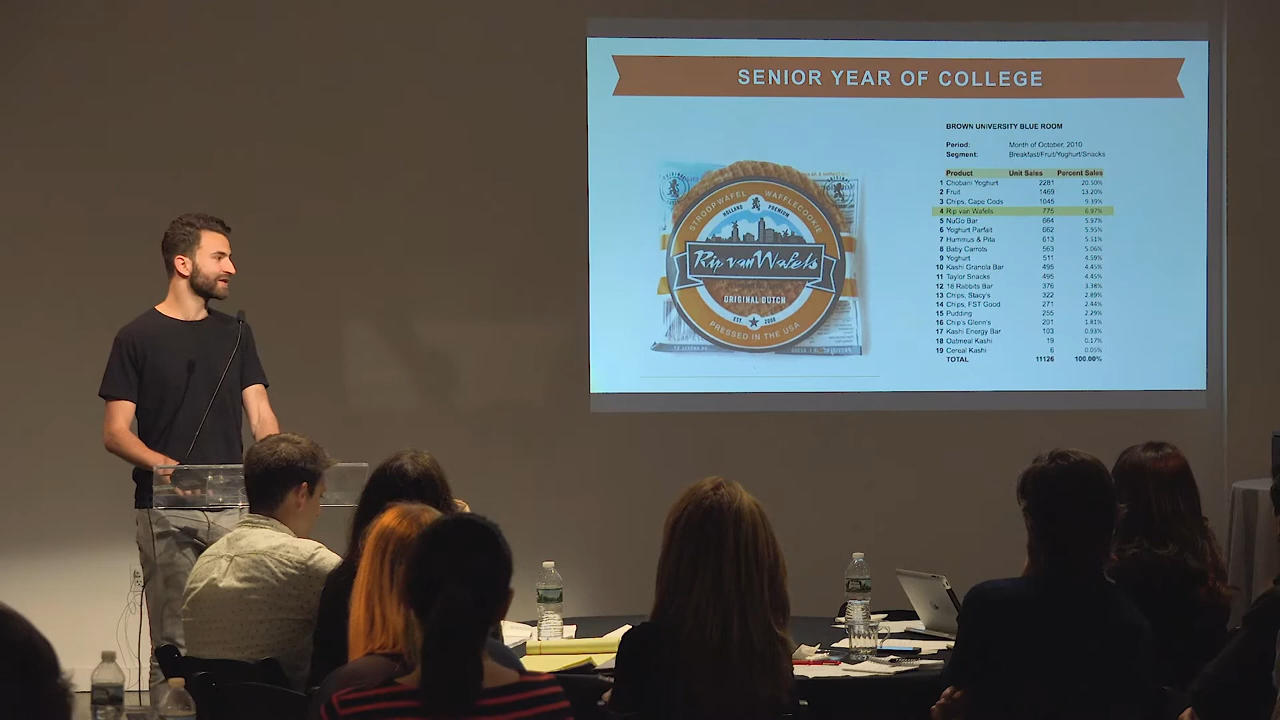 SENIOR YEAR OF COLLEGE
STROOPWAFEL WAFFLECOOKIE
HOLLAND PREMIUM
Rip van Wafels
ORIGINAL DUTCH
EST. 2008
PRESSED IN THE USA
BROWN UNIVERSITY BLUE ROOM
Period: Month of October, 2010
Segment: Breakfast/Fruit/Yoghurt/Snacks
Product Unit Sales Percent Sales
1 Chobani Yoghurt 2281 20.50%
2 Fruit 1469 13.20%
3 Chips, Cape Cods 1045 9.39%
4 Rip van Wafels 775 6.97%
5 NuGo Bar 664 5.97%
6 Yoghurt Parfait 662 5.95%
7 Hummus & Pita 613 5.51%
8 Baby Carrots 563 5.06%
9 Yoghurt 511 4.59%
10 Kashi Granola Bar 495 4.45%
11 Taylor Snacks 495 4.45%
12 18 Rabbits Bar 376 3.38%
13 Chips, Stacy's 322 2.89%
14 Chips, FST Good 271 2.44%
15 Pudding 255 2.29%
16 Chip's Glenn's 201 1.81%
17 Kashi Energy Bar 103 0.93%
18 Oatmeal Kashi 19 0.17%
19 Cereal Kashi 6 0.05%
TOTAL 11126 100.00%